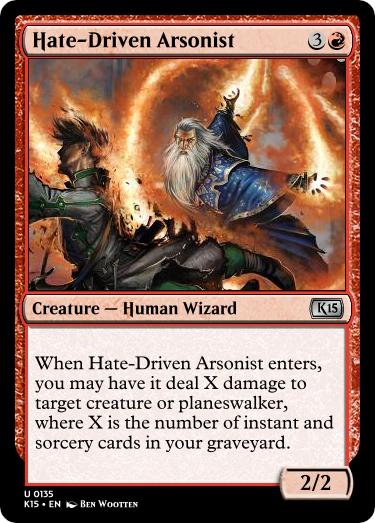 Hate-Driven Arsonist 3
Creature — Human Wizard K15
When Hate-Driven Arsonist enters,
you may have it deal X damage to
target creature or planeswalker,
where X is the number of instant and
sorcery cards in your graveyard.
2/2
U 0135
K15 • EN Ben Wootten